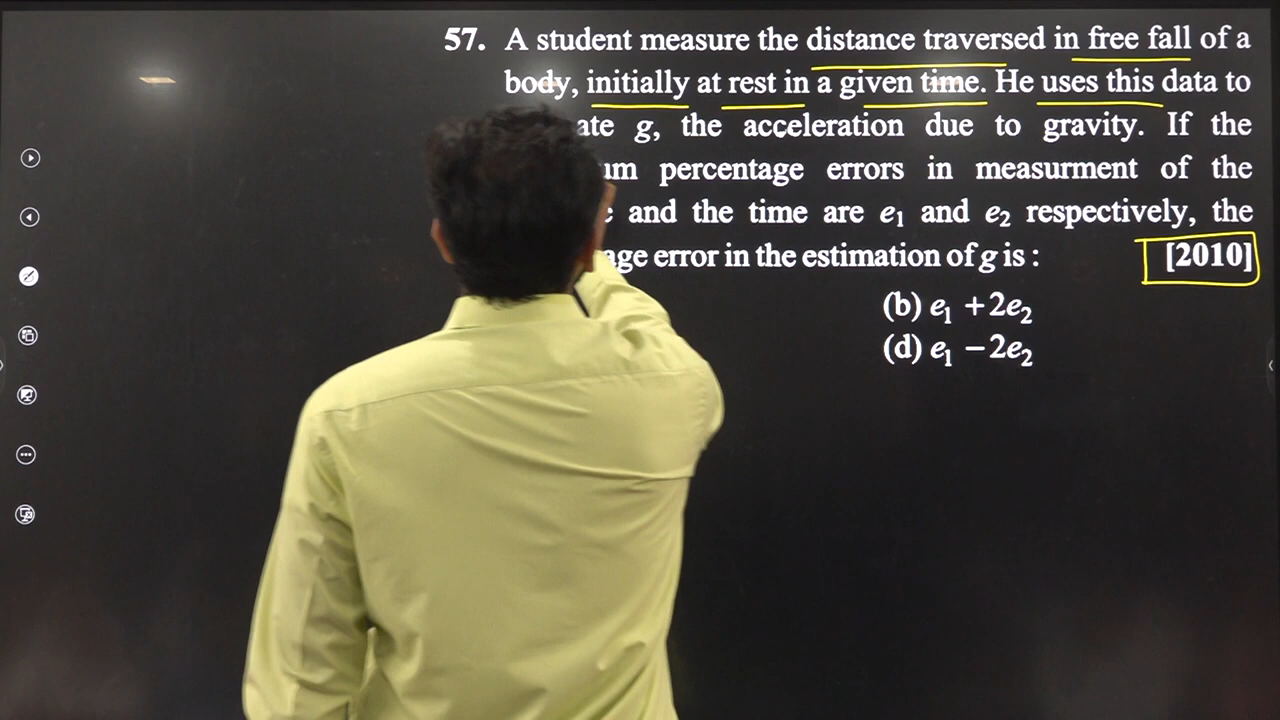 57. A student measure the distance traversed in free fall of a
body, initially at rest in a given time. He uses this data to
ate g, the acceleration due to gravity. If the
um percentage errors in measurment of the
e and the time are e₁ and e₂ respectively, the
age error in the estimation of g is : [2010]
(b) e₁ + 2e₂
(d) e₁ − 2e₂